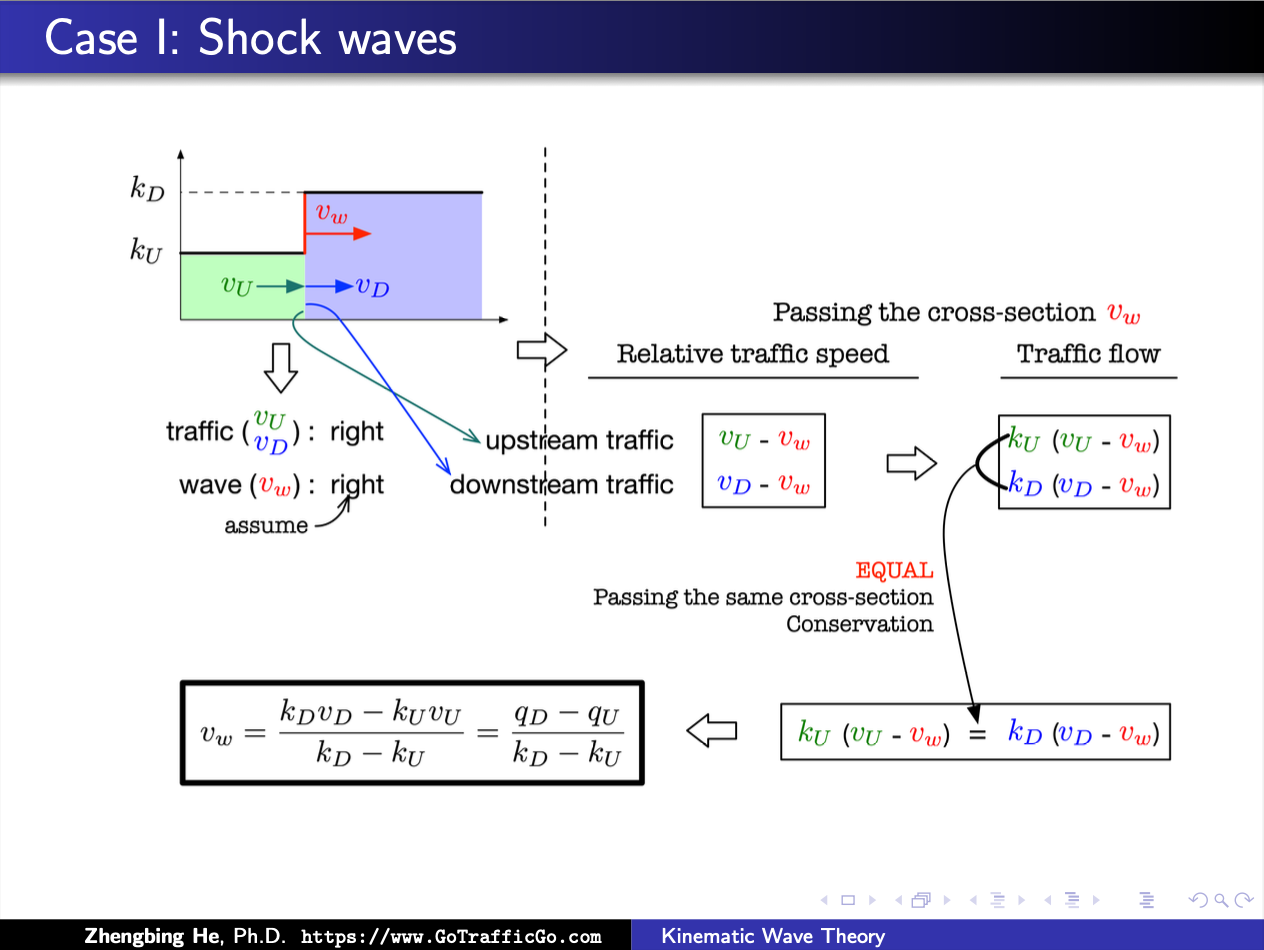 Case I: Shock waves
k_D
v_w
k_U
v_U
v_D
Passing the cross-section v_w
Relative traffic speed
Traffic flow
traffic (v_U v_D) : right
wave (v_w) : right
assume
upstream traffic
downstream traffic
v_U - v_w
v_D - v_w
k_U (v_U - v_w)
k_D (v_D - v_w)
EQUAL
Passing the same cross-section
Conservation
v_w = (k_D v_D − k_U v_U) / (k_D − k_U) = (q_D − q_U) / (k_D − k_U)
k_U (v_U - v_w) = k_D (v_D - v_w)
Zhengbing He, Ph.D. https://www.GoTrafficGo.com
Kinematic Wave Theory